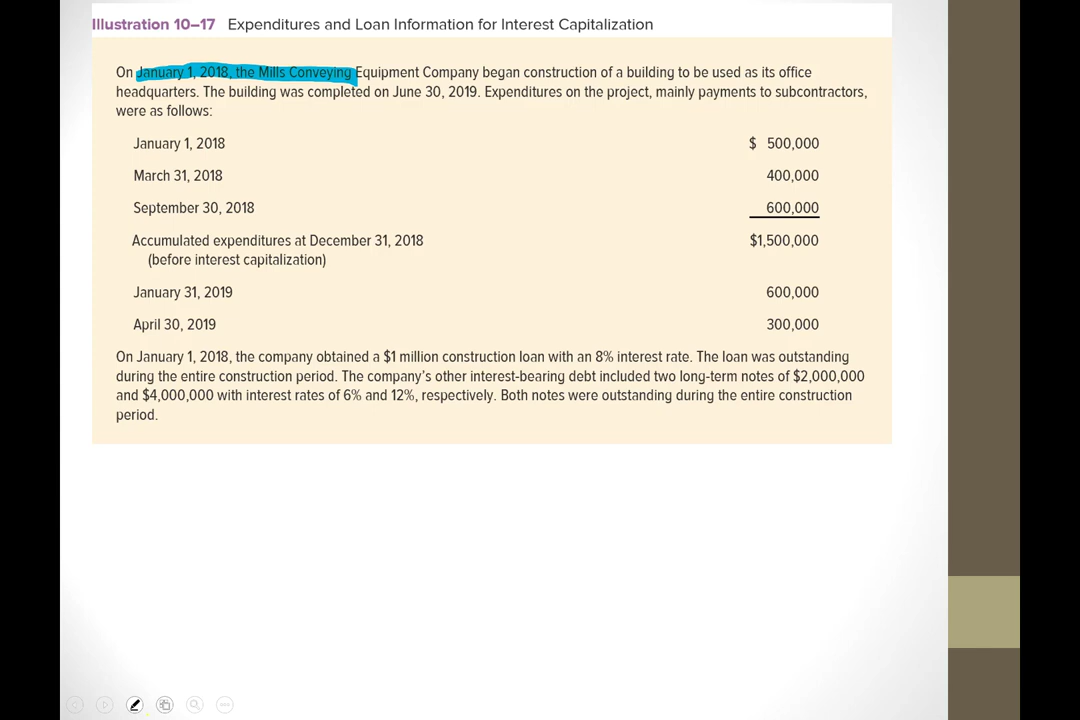 Illustration 10–17 Expenditures and Loan Information for Interest Capitalization
On January 1, 2018, the Mills Conveying Equipment Company began construction of a building to be used as its office
headquarters. The building was completed on June 30, 2019. Expenditures on the project, mainly payments to subcontractors,
were as follows:
January 1, 2018 $ 500,000
March 31, 2018 400,000
September 30, 2018 600,000
Accumulated expenditures at December 31, 2018 $1,500,000
(before interest capitalization)
January 31, 2019 600,000
April 30, 2019 300,000
On January 1, 2018, the company obtained a $1 million construction loan with an 8% interest rate. The loan was outstanding
during the entire construction period. The company's other interest-bearing debt included two long-term notes of $2,000,000
and $4,000,000 with interest rates of 6% and 12%, respectively. Both notes were outstanding during the entire construction
period.